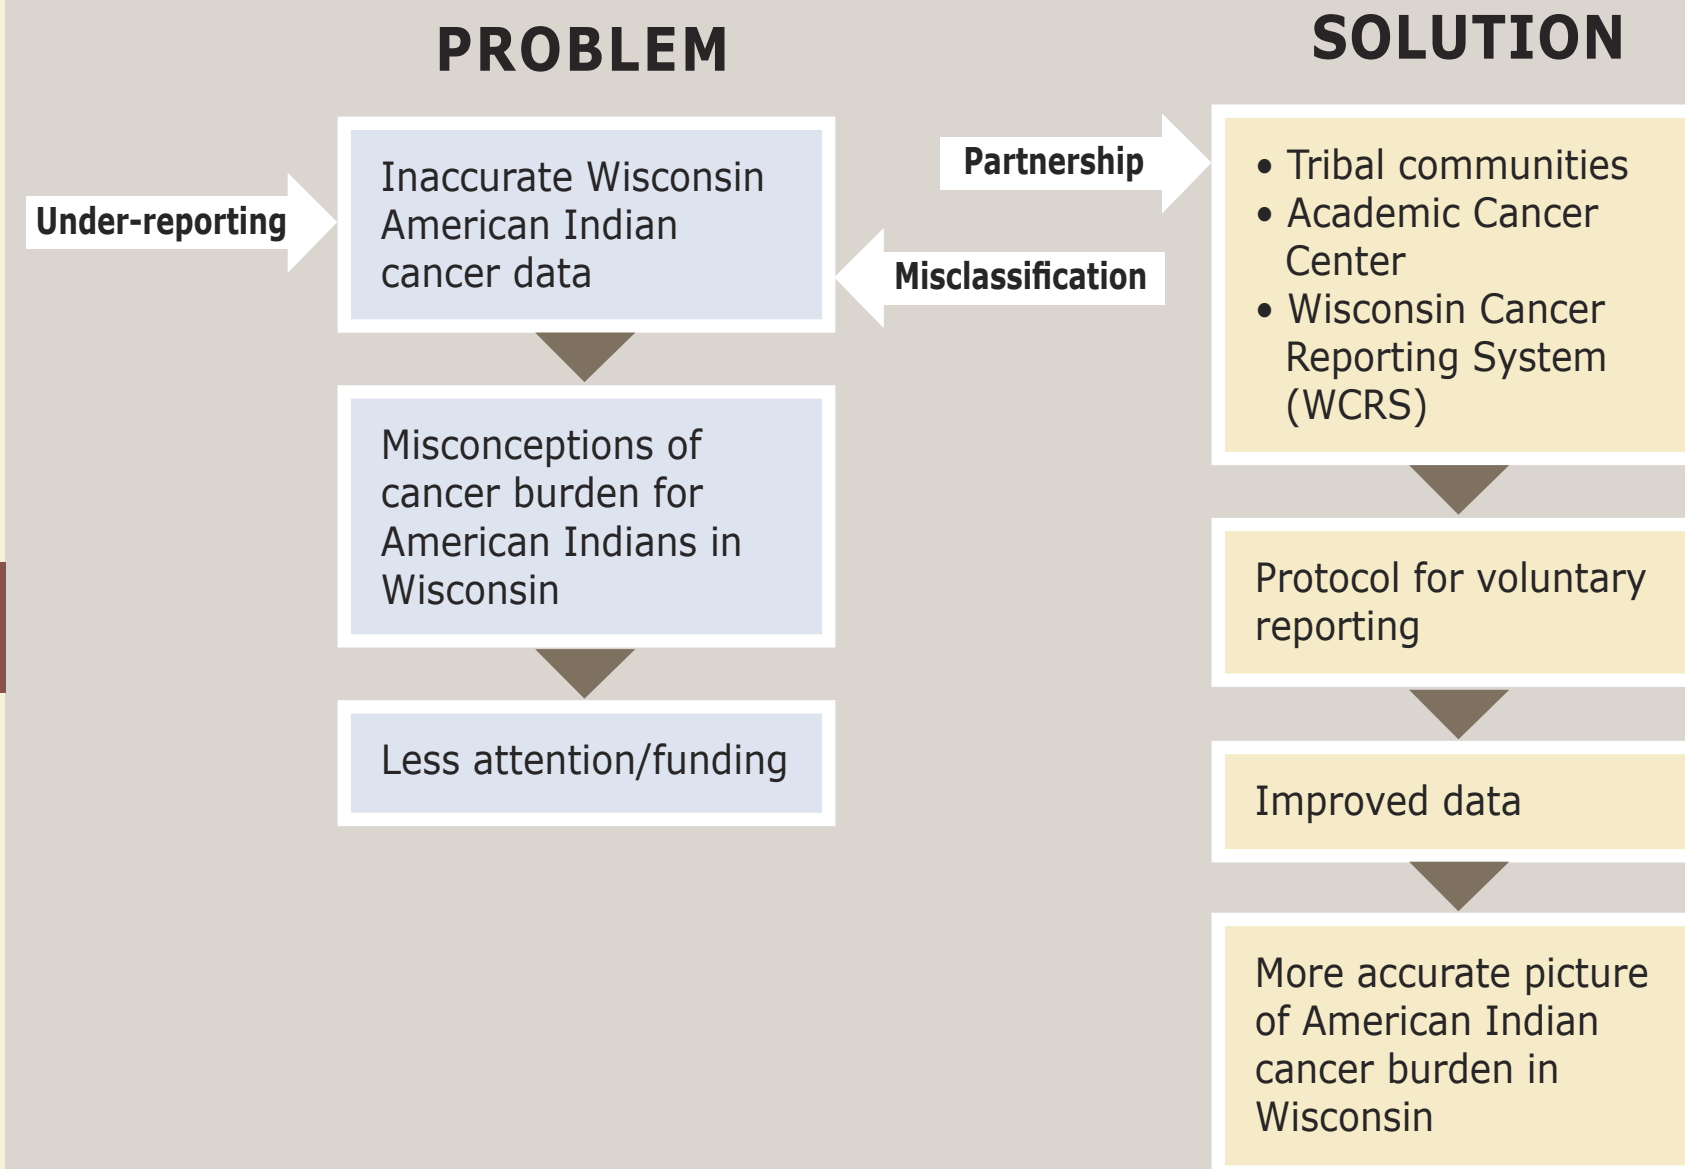 PROBLEM
Under-reporting
Inaccurate Wisconsin
American Indian
cancer data
Misclassification
Misconceptions of
cancer burden for
American Indians in
Wisconsin
Less attention/funding
SOLUTION
Partnership
• Tribal communities
• Academic Cancer
Center
• Wisconsin Cancer
Reporting System
(WCRS)
Protocol for voluntary
reporting
Improved data
More accurate picture
of American Indian
cancer burden in
Wisconsin